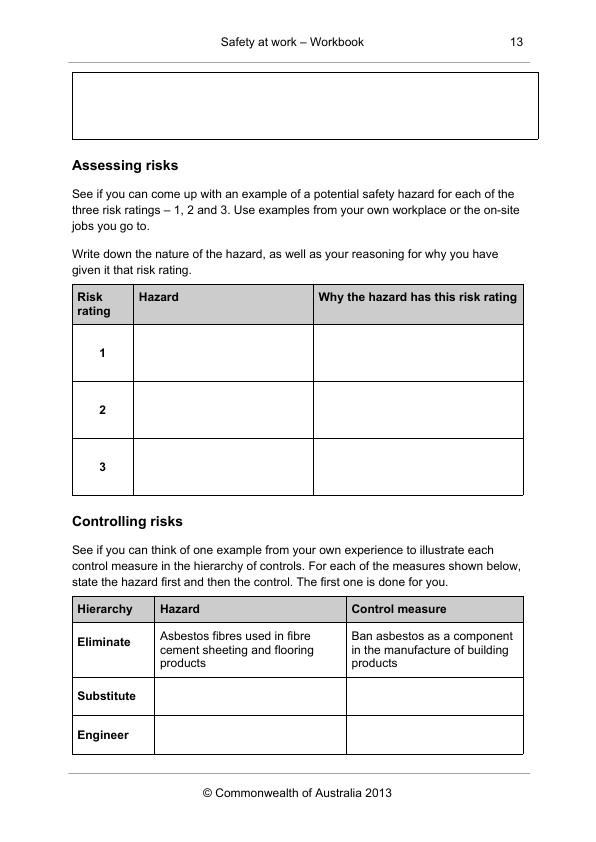 Safety at work – Workbook 13
Assessing risks
See if you can come up with an example of a potential safety hazard for each of the
three risk ratings – 1, 2 and 3. Use examples from your own workplace or the on-site
jobs you go to.
Write down the nature of the hazard, as well as your reasoning for why you have
given it that risk rating.
Risk rating
Hazard
Why the hazard has this risk rating
1
2
3
Controlling risks
See if you can think of one example from your own experience to illustrate each
control measure in the hierarchy of controls. For each of the measures shown below,
state the hazard first and then the control. The first one is done for you.
Hierarchy
Hazard
Control measure
Eliminate
Asbestos fibres used in fibre
cement sheeting and flooring
products
Ban asbestos as a component
in the manufacture of building
products
Substitute
Engineer
© Commonwealth of Australia 2013